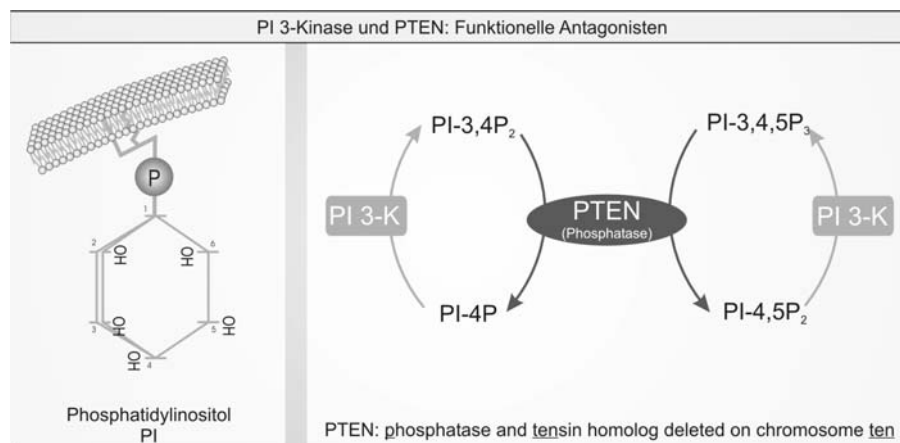 PI 3-Kinase und PTEN: Funktionelle Antagonisten
P
1
2
HO
HO
6
3
HO
HO
4
5
HO
Phosphatidylinositol
PI
PI-3,4P₂
PI-3,4,5P₃
PI 3-K
PTEN
(Phosphatase)
PI 3-K
PI-4P
PI-4,5P₂
PTEN: phosphatase and tensin homolog deleted on chromosome ten